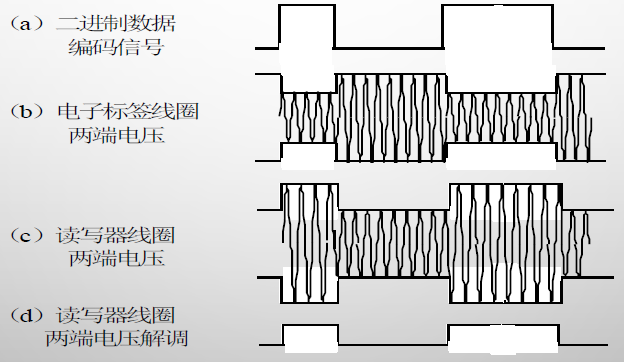 （a）二进制数据
编码信号
（b）电子标签线圈
两端电压
（c）读写器线圈
两端电压
（d）读写器线圈
两端电压解调